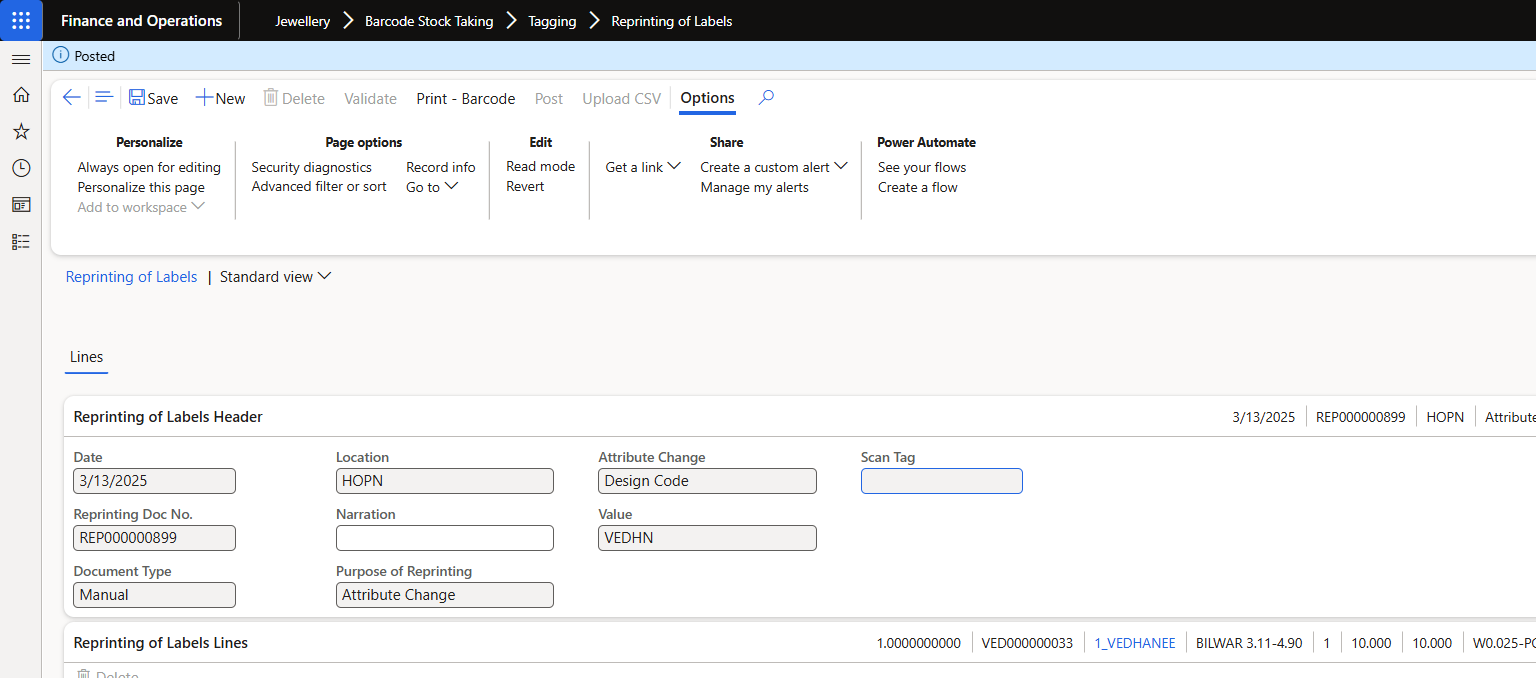 Finance and Operations Jewellery Barcode Stock Taking Tagging Reprinting of Labels
Posted
Save New Delete Validate Print - Barcode Post Upload CSV Options
Personalize Page options Edit Share Power Automate
Always open for editing Security diagnostics Record info Read mode Get a link Create a custom alert See your flows
Personalize this page Advanced filter or sort Go to Revert Manage my alerts Create a flow
Add to workspace
Reprinting of Labels | Standard view
Lines
Reprinting of Labels Header 3/13/2025 REP000000899 HOPN Attribute
Date Location Attribute Change Scan Tag
3/13/2025 HOPN Design Code
Reprinting Doc No. Narration Value
REP000000899 VEDHN
Document Type Purpose of Reprinting
Manual Attribute Change
Reprinting of Labels Lines 1.0000000000 VED000000033 1_VEDHANEE BILWAR 3.11-4.90 1 10.000 10.000 W0.025-PC
Delete